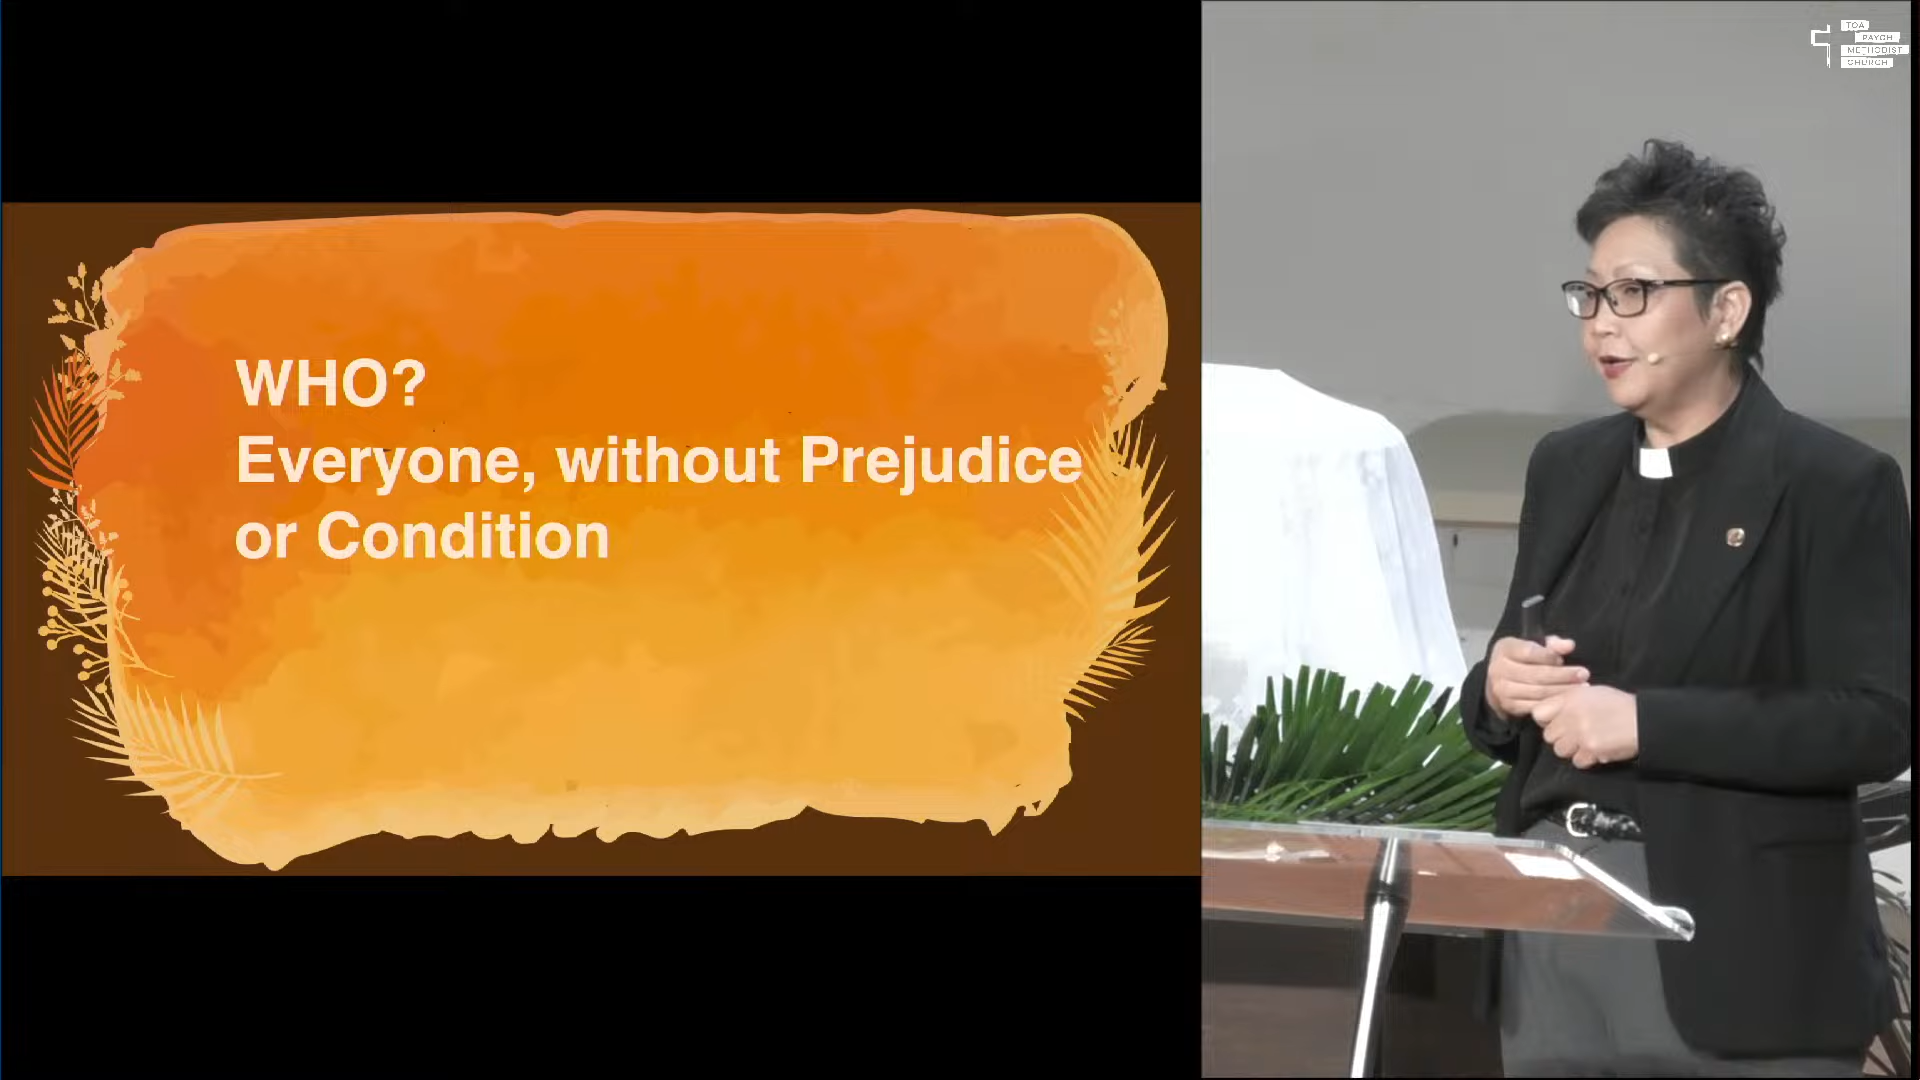 WHO?
Everyone, without Prejudice
or Condition
TOA
PAYOH
METHODIST
CHURCH